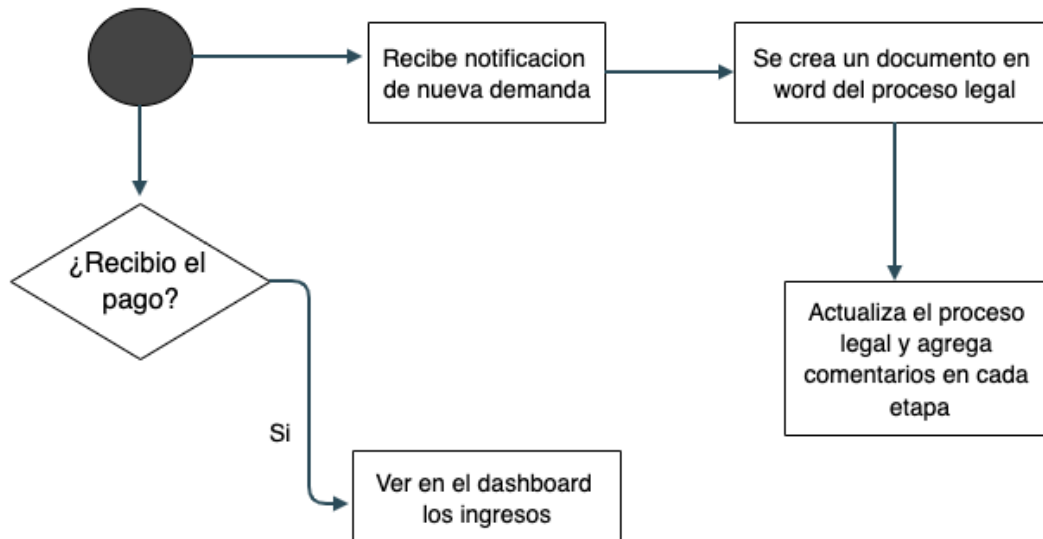 Recibe notificacion
de nueva demanda
Se crea un documento en
word del proceso legal
¿Recibio el
pago?
Actualiza el proceso
legal y agrega
comentarios en cada
etapa
Si
Ver en el dashboard
los ingresos